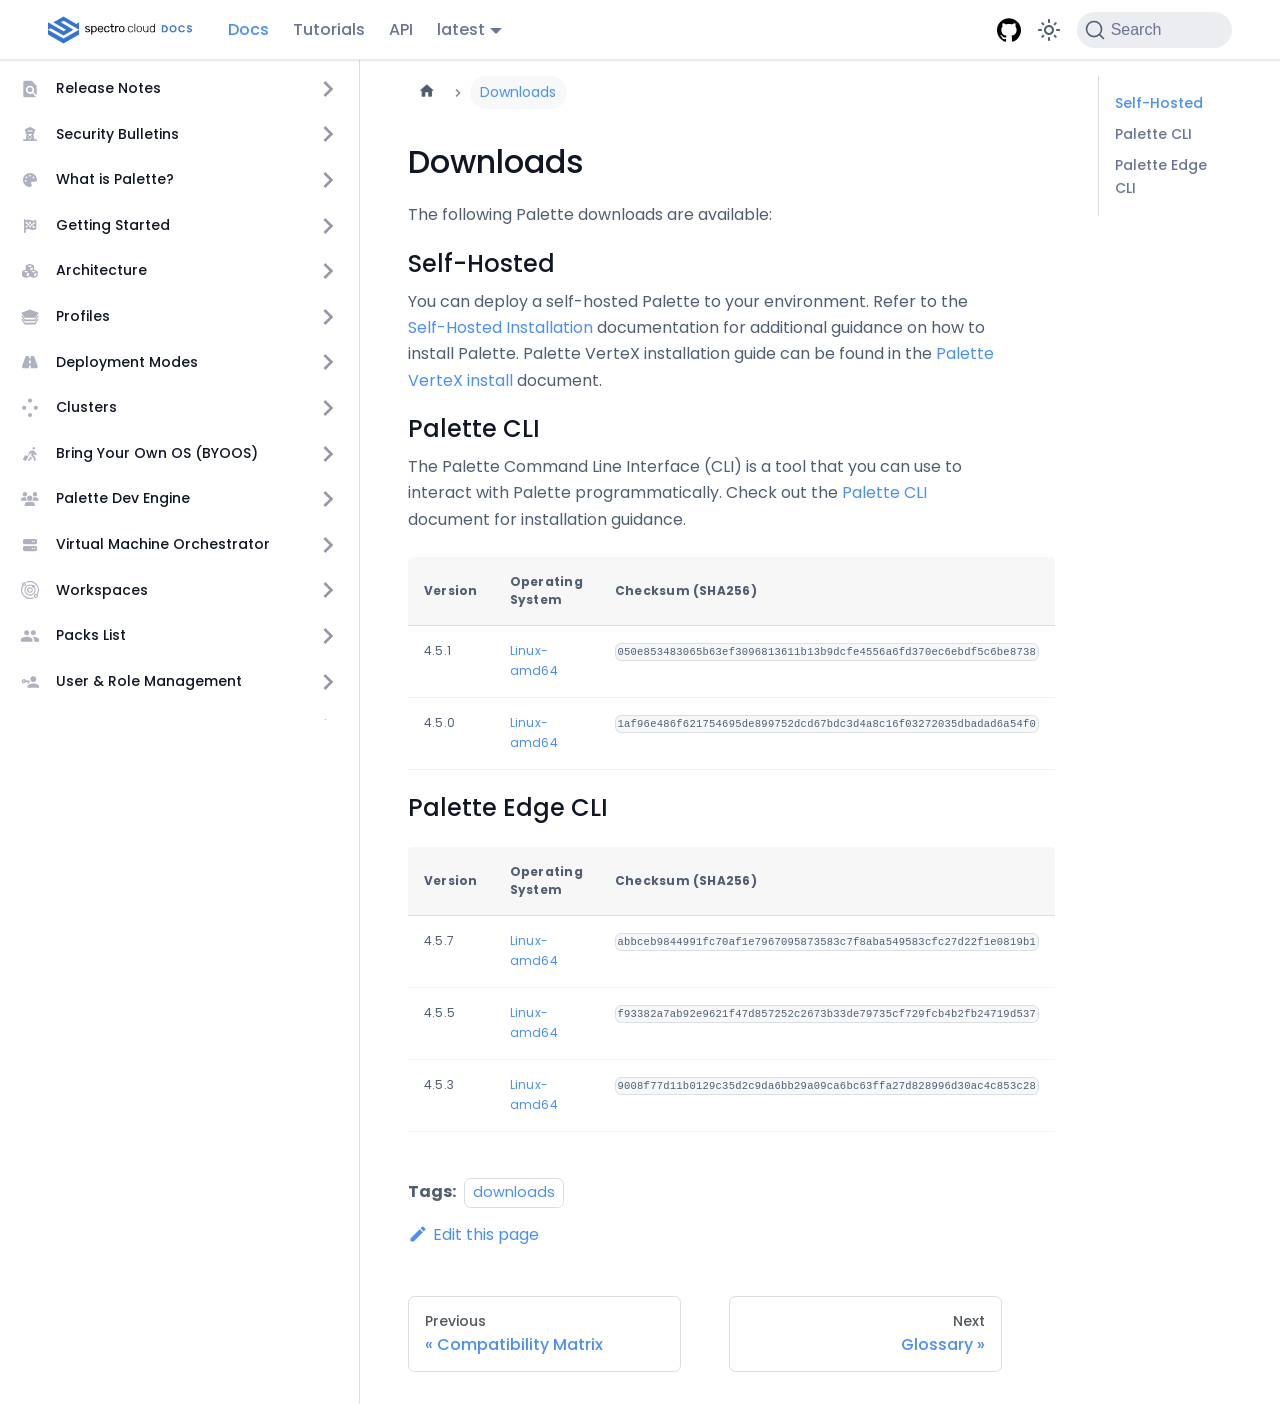 spectro cloud DOCS
Docs
Tutorials
API
latest
Search
Release Notes
Security Bulletins
What is Palette?
Getting Started
Architecture
Profiles
Deployment Modes
Clusters
Bring Your Own OS (BYOOS)
Palette Dev Engine
Virtual Machine Orchestrator
Workspaces
Packs List
User & Role Management
Downloads
Downloads
The following Palette downloads are available:
Self-Hosted
You can deploy a self-hosted Palette to your environment. Refer to the
Self-Hosted Installation documentation for additional guidance on how to
install Palette. Palette VerteX installation guide can be found in the Palette
VerteX install document.
Palette CLI
The Palette Command Line Interface (CLI) is a tool that you can use to
interact with Palette programmatically. Check out the Palette CLI
document for installation guidance.
Version
Operating
System
Checksum (SHA256)
4.5.1
Linux-
amd64
050e853483065b63ef3096813611b13b9dcfe4556a6fd370ec6ebdf5c6be8738
4.5.0
Linux-
amd64
1af96e486f621754695de899752dcd67bdc3d4a8c16f03272035dbadad6a54f0
Palette Edge CLI
Version
Operating
System
Checksum (SHA256)
4.5.7
Linux-
amd64
abbceb9844991fc70af1e7967095873583c7f8aba549583cfc27d22f1e0819b1
4.5.5
Linux-
amd64
f93382a7ab92e9621f47d857252c2673b33de79735cf729fcb4b2fb24719d537
4.5.3
Linux-
amd64
9008f77d11b0129c35d2c9da6bb29a09ca6bc63ffa27d828996d30ac4c853c28
Tags: downloads
Edit this page
Previous
« Compatibility Matrix
Next
Glossary »
Self-Hosted
Palette CLI
Palette Edge
CLI